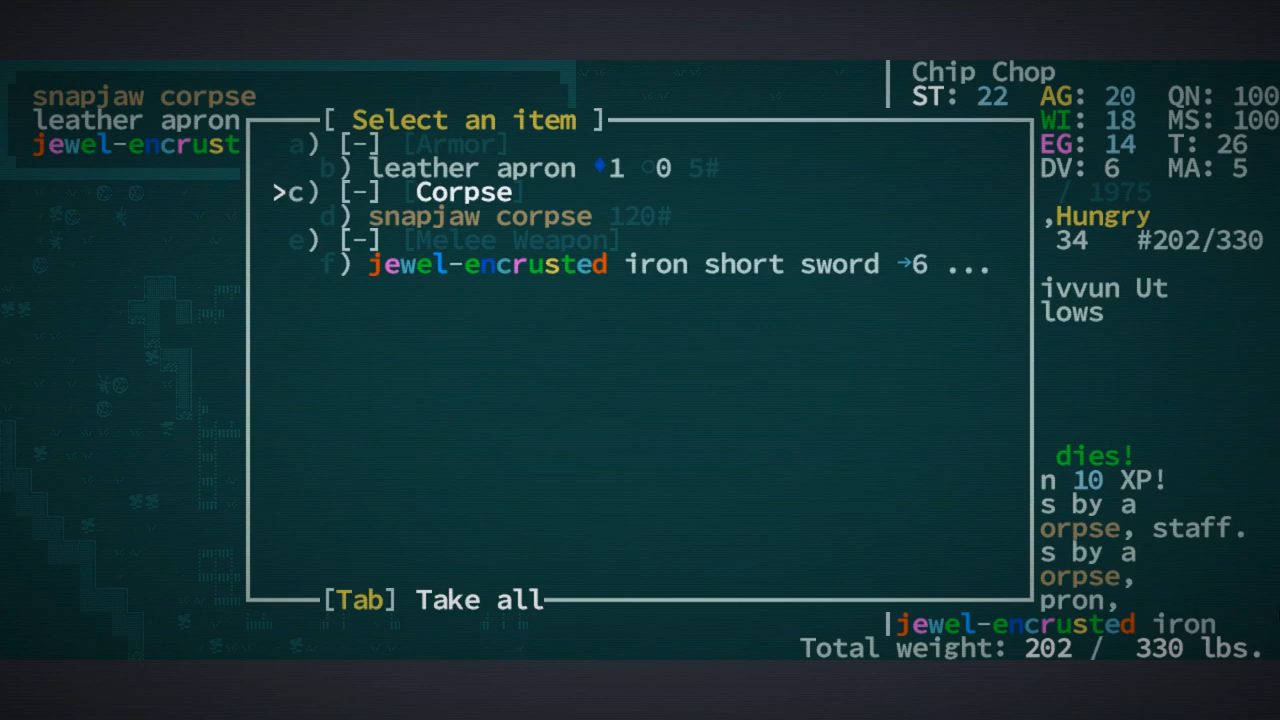 Chip Chop
snapjaw corpse
ST: 22 AG: 20 QN: 100
leather apron
[ Select an item ]
WI: 18 MS: 100
jewel-encrust
a) [-] [Armor]
EG: 14 T: 26
b) leather apron ♦1 ○0 5#
DV: 6 MA: 5
>c) [-] Corpse
/ 1975
d) snapjaw corpse 120#
,Hungry
e) [-] [Melee Weapon]
34 #202/330
f) jewel-encrusted iron short sword →6 ...
ivvun Ut
lows
dies!
n 10 XP!
s by a
orpse, staff.
s by a
orpse,
[Tab] Take all
pron,
jewel-encrusted iron
Total weight: 202 / 330 lbs.